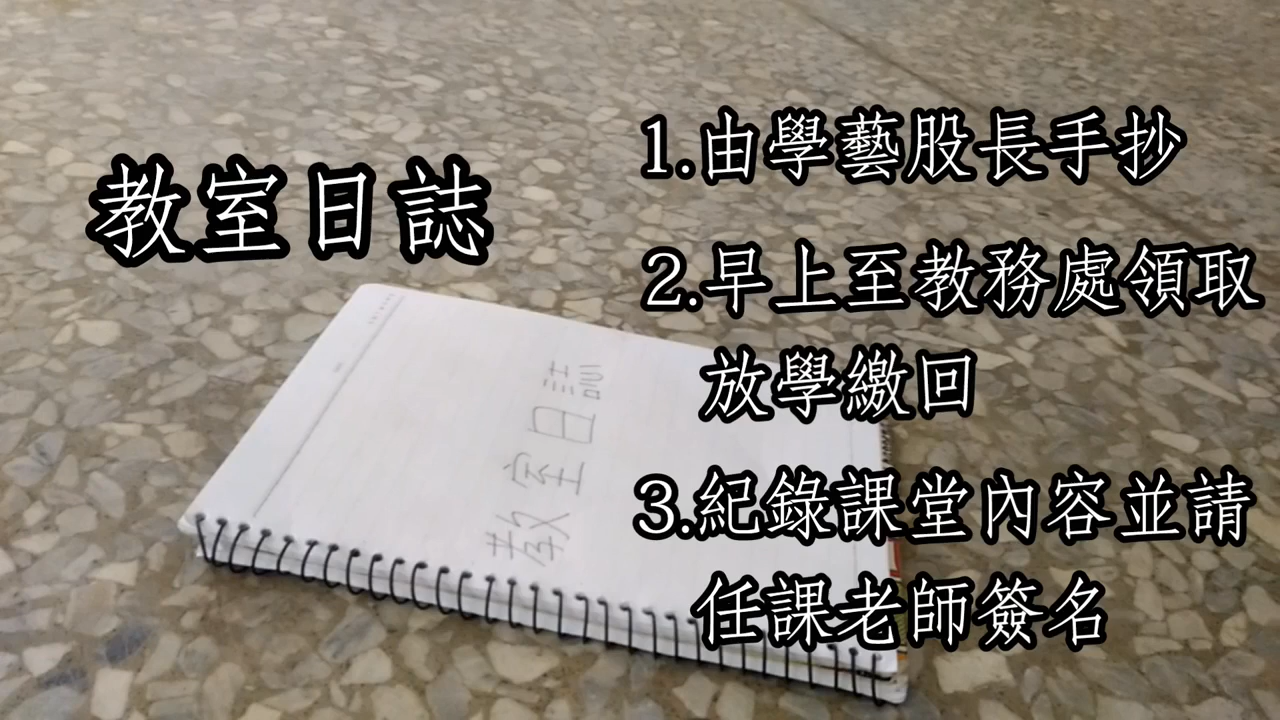 教室日誌
1.由學藝股長手抄
2.早上至教務處領取
放學繳回
3.紀錄課堂內容並請
任課老師簽名
教室日誌